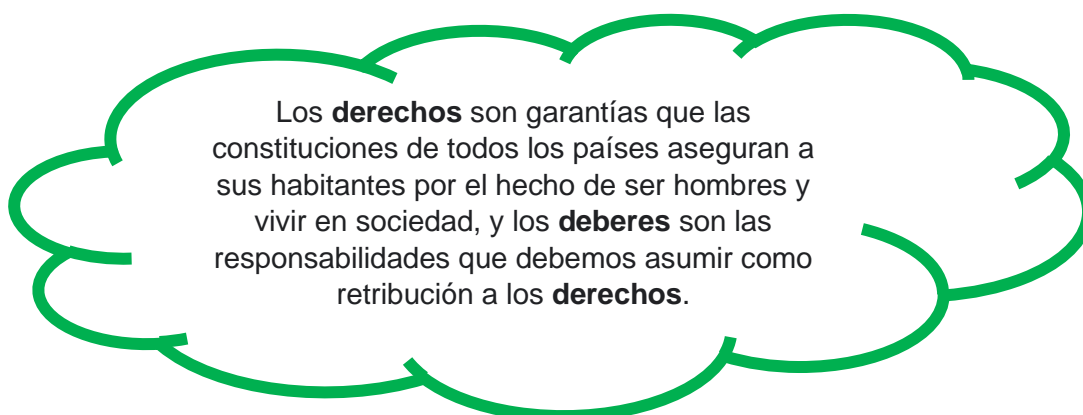 Los derechos son garantías que las
constituciones de todos los países aseguran a
sus habitantes por el hecho de ser hombres y
vivir en sociedad, y los deberes son las
responsabilidades que debemos asumir como
retribución a los derechos.